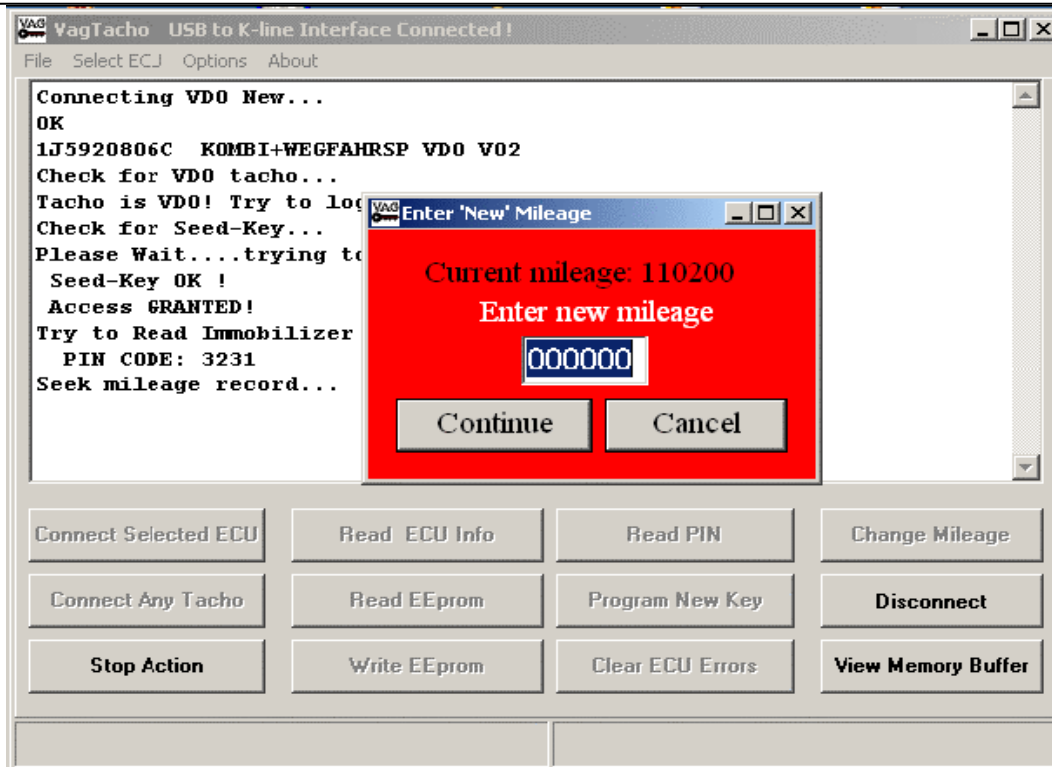 VAG VagTacho USB to K-line Interface Connected !
File Select ECJ Options About
Connecting VDO New...
OK
1J5920806C KOMBI+WEGFAHRSP VDO V02
Check for VDO tacho...
Tacho is VDO! Try to log
Check for Seed-Key...
Please Wait....trying to
Seed-Key OK !
Access GRANTED!
Try to Read Immobilizer
PIN CODE: 3231
Seek mileage record...
VAG Enter 'New' Mileage
Current mileage: 110200
Enter new mileage
000000
Continue Cancel
Connect Selected ECU Read ECU Info Read PIN Change Mileage
Connect Any Tacho Read EEprom Program New Key Disconnect
Stop Action Write EEprom Clear ECU Errors View Memory Buffer